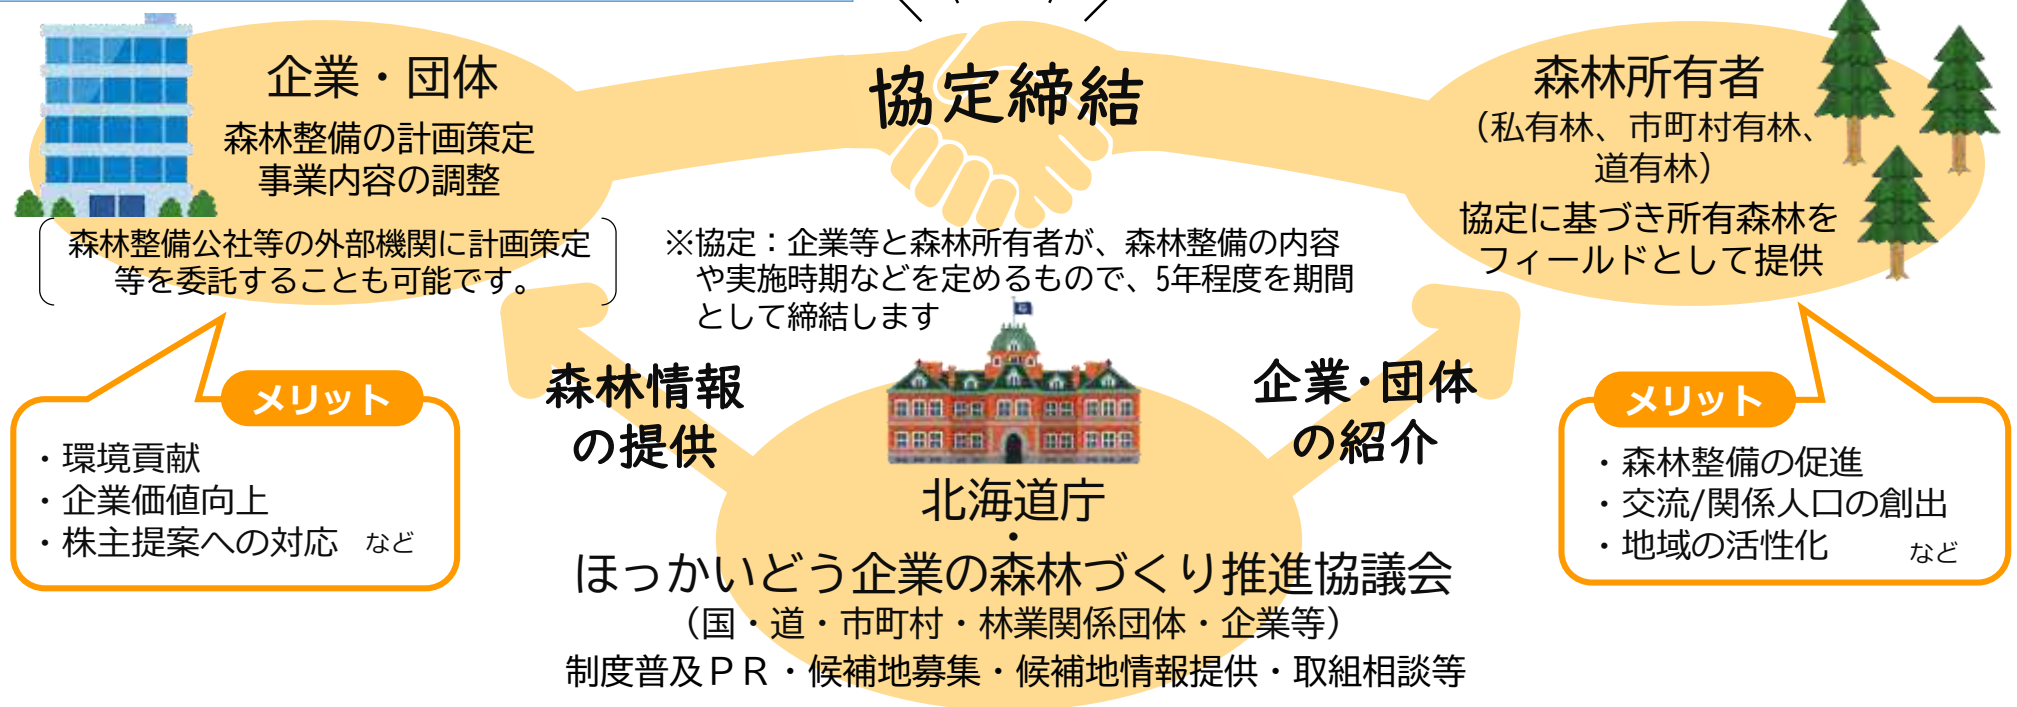 企業・団体
森林整備の計画策定
事業内容の調整
森林整備公社等の外部機関に計画策定
等を委託することも可能です。
協定締結
※協定：企業等と森林所有者が、森林整備の内容
や実施時期などを定めるもので、5年程度を期間
として締結します
森林所有者
（私有林、市町村有林、
道有林）
協定に基づき所有森林を
フィールドとして提供
メリット
・環境貢献
・企業価値向上
・株主提案への対応 など
森林情報
の提供
企業・団体
の紹介
メリット
・森林整備の促進
・交流/関係人口の創出
・地域の活性化 など
北海道庁
・
ほっかいどう企業の森林づくり推進協議会
（国・道・市町村・林業関係団体・企業等）
制度普及ＰＲ・候補地募集・候補地情報提供・取組相談等